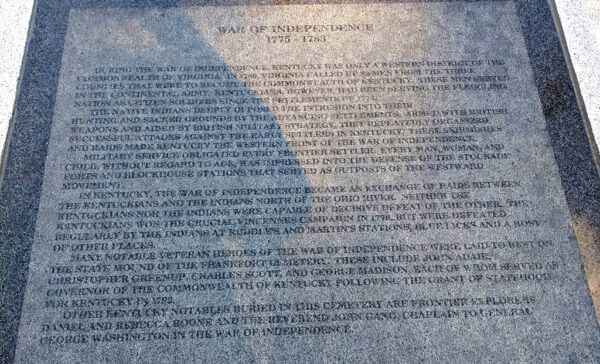 WAR OF INDEPENDENCE
1775 - 1783
DURING THE WAR OF INDEPENDENCE, KENTUCKY WAS ONLY A WESTERN DISTRICT OF THE
COMMONWEALTH OF VIRGINIA. IN 1780, VIRGINIA CALLED UP MEN FROM THE THREE
COUNTIES THAT WERE TO BECOME THE COMMONWEALTH OF KENTUCKY. THESE MEN SERVED
IN THE CONTINENTAL ARMY. KENTUCKIANS, HOWEVER, HAD BEEN SERVING THE FLEDGLING
NATION AS CITIZEN SOLDIERS SINCE THE SETTLEMENTS OF 1775.
THE NATIVE INDIANS DEEPLY OPPOSED THE INTRUSION INTO THEIR
HUNTING AND SACRED GROUNDS BY THE ADVANCING SETTLEMENTS. ARMED WITH BRITISH
WEAPONS AND AIDED BY BRITISH MILITARY STRATEGY, THEY REPEATEDLY ORGANIZED
SUCCESSFUL ATTACKS AGAINST THE EARLY SETTLERS IN KENTUCKY. THESE SKIRMISHES
AND RAIDS MADE KENTUCKY THE WESTERN FRONT OF THE WAR OF INDEPENDENCE.
MILITARY SERVICE OBLIGATED EVERY FRONTIER SETTLER. EVERY MAN, WOMAN, AND
CHILD, WITHOUT REGARD TO AGE, WAS IMPRESSED INTO THE DEFENSE OF THE STOCKADE
FORTS AND BLOCKHOUSE STATIONS THAT SERVED AS OUTPOSTS OF THE WESTWARD
MOVEMENT.
IN KENTUCKY, THE WAR OF INDEPENDENCE BECAME AN EXCHANGE OF RAIDS BETWEEN
THE KENTUCKIANS AND THE INDIANS NORTH OF THE OHIO RIVER. NEITHER THE
KENTUCKIANS NOR THE INDIANS WERE CAPABLE OF DECISIVE DEFEAT OF THE OTHER. THE
KENTUCKIANS WON THE CRUCIAL VINCENNES CAMPAIGN IN 1778, BUT WERE DEFEATED
REGULARLY BY THE INDIANS AT RUDDLE'S AND MARTIN'S STATIONS, BLUE LICKS AND A HOST
OF OTHER PLACES.
MANY NOTABLE VETERAN HEROES OF THE WAR OF INDEPENDENCE WERE LAID TO REST ON
THE STATE MOUND OF THE FRANKFORT CEMETERY. THESE INCLUDE JOHN ADAIR,
CHRISTOPHER GREENUP, CHARLES SCOTT, AND GEORGE MADISON, EACH OF WHOM SERVED AS
GOVERNOR OF THE COMMONWEALTH OF KENTUCKY FOLLOWING THE GRANT OF STATEHOOD
FOR KENTUCKY IN 1792.
OTHER KENTUCKY NOTABLES BURIED IN THIS CEMETERY ARE FRONTIER EXPLORERS
DANIEL AND REBECCA BOONE AND THE REVEREND JOHN GANO, CHAPLAIN TO GENERAL
GEORGE WASHINGTON IN THE WAR OF INDEPENDENCE.